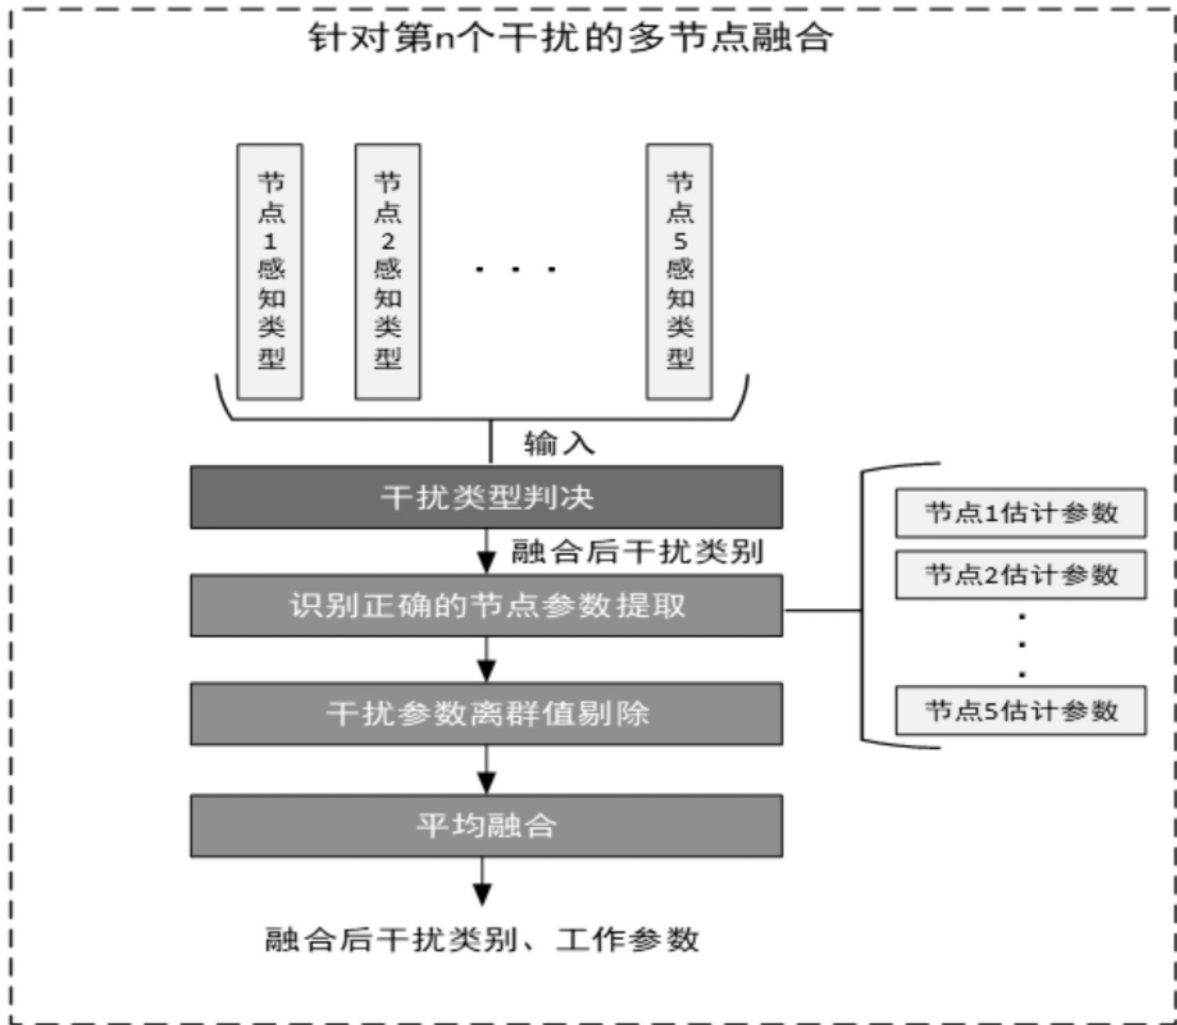 针对第n个干扰的多节点融合
节点1感知类型
节点2感知类型
···
节点5感知类型
输入
干扰类型判决
融合后干扰类别
识别正确的节点参数提取
节点1估计参数
节点2估计参数
节点5估计参数
干扰参数离群值剔除
平均融合
融合后干扰类别、工作参数